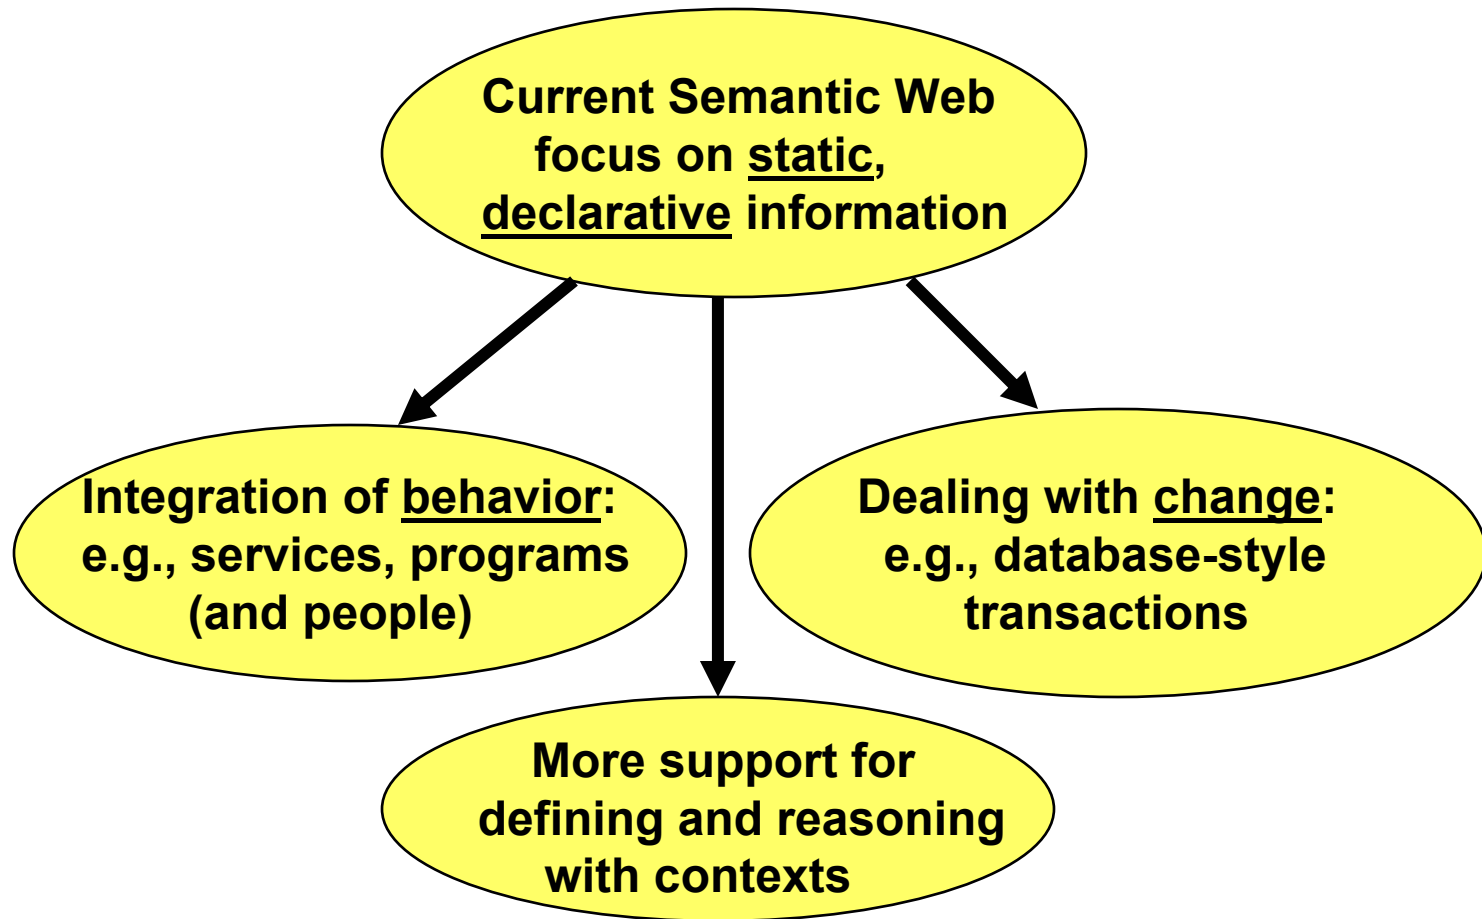 Current Semantic Web
focus on static,
declarative information
Integration of behavior:
e.g., services, programs
(and people)
Dealing with change:
e.g., database-style
transactions
More support for
defining and reasoning
with contexts